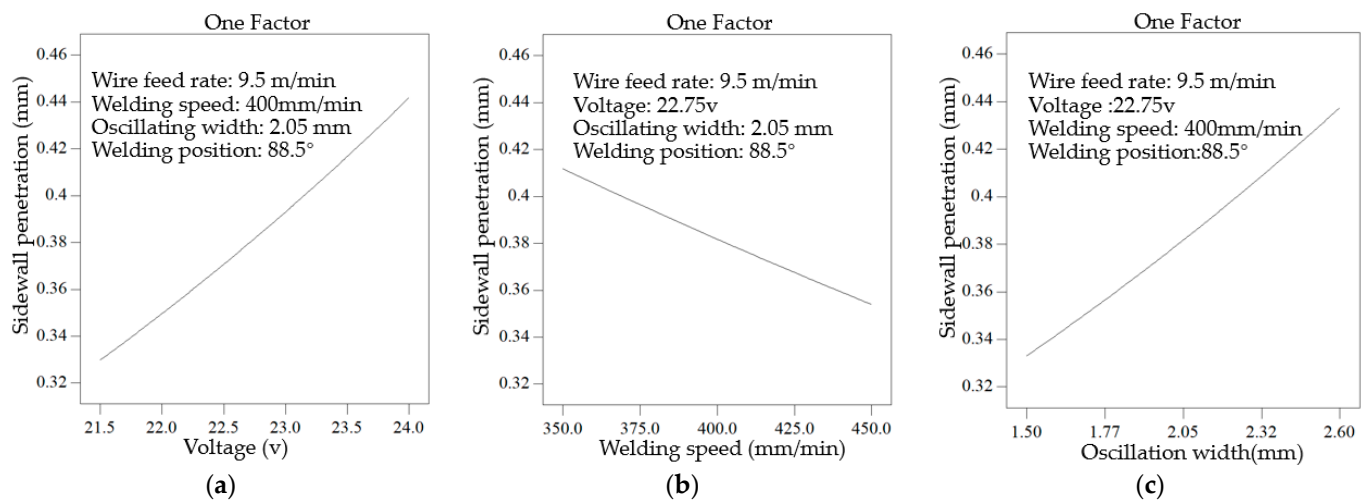 One Factor
0.46
0.44
0.42
0.4
0.38
0.36
0.34
0.32
Sidewall penetration (mm)
Wire feed rate: 9.5 m/min
Welding speed: 400mm/min
Oscillating width: 2.05 mm
Welding position: 88.5°
21.5 22.0 22.5 23.0 23.5 24.0
Voltage (v)
(a)
One Factor
0.46
0.44
0.42
0.4
0.38
0.36
0.34
0.32
Sidewall penetration (mm)
Wire feed rate: 9.5 m/min
Voltage: 22.75v
Oscillating width: 2.05 mm
Welding position: 88.5°
350.0 375.0 400.0 425.0 450.0
Welding speed (mm/min)
(b)
One Factor
0.46
0.44
0.42
0.4
0.38
0.36
0.34
0.32
Sidewall penetration (mm)
Wire feed rate: 9.5 m/min
Voltage :22.75v
Welding speed: 400mm/min
Welding position:88.5°
1.50 1.77 2.05 2.32 2.60
Oscillation width(mm)
(c)